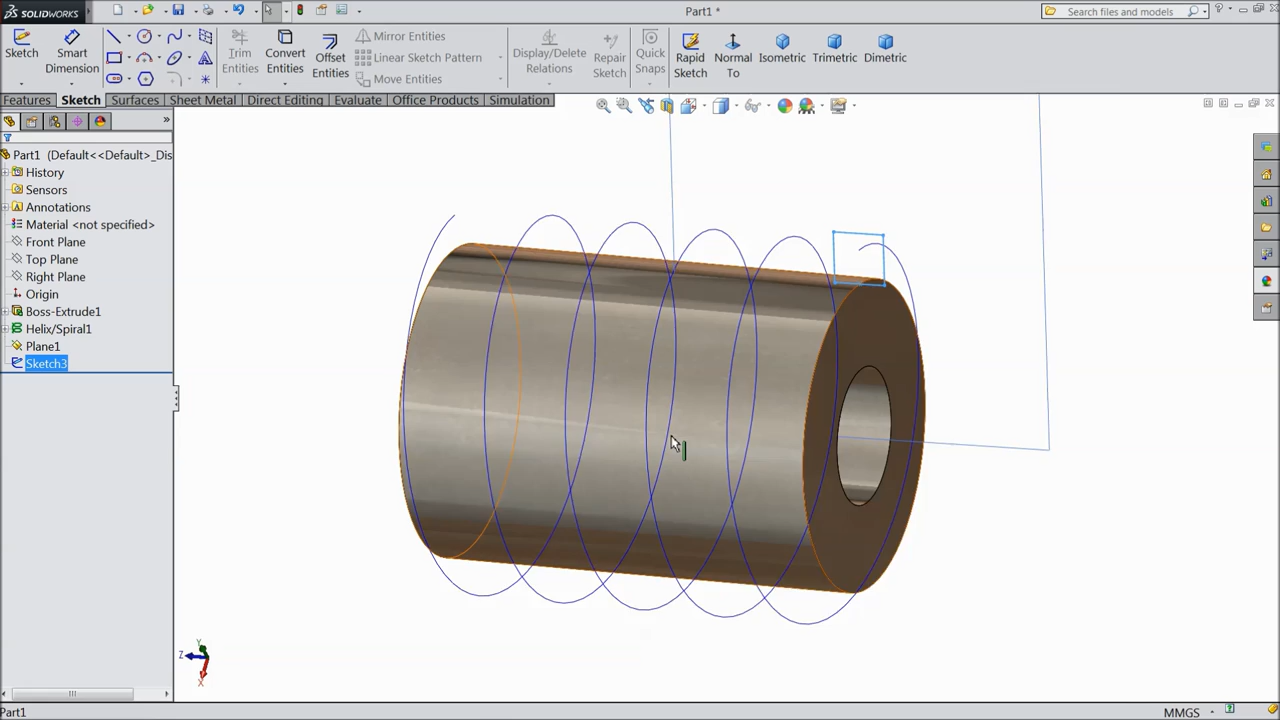 SOLIDWORKS
Part1 *
Search files and models
Sketch
Smart Dimension
Trim Entities
Convert Entities
Offset Entities
Mirror Entities
Linear Sketch Pattern
Move Entities
Display/Delete Relations
Repair Sketch
Quick Snaps
Rapid Sketch
Normal To
Isometric
Trimetric
Dimetric
Features
Sketch
Surfaces
Sheet Metal
Direct Editing
Evaluate
Office Products
Simulation
Part1 (Default<<Default>_Dis
History
Sensors
Annotations
Material <not specified>
Front Plane
Top Plane
Right Plane
Origin
Boss-Extrude1
Helix/Spiral1
Plane1
Sketch3
Y
Z
X
Part1
MMGS